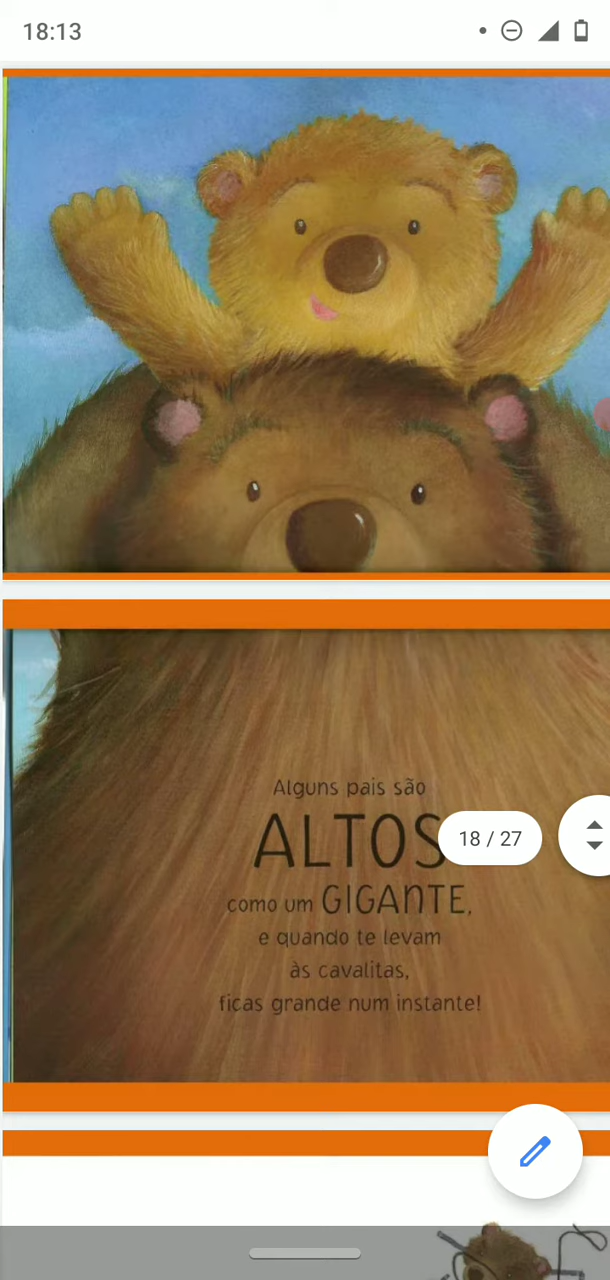 18:13
Alguns pais são
ALTOS
como um GIGANTE,
e quando te levam
às cavalitas,
ficas grande num instante!
18 / 27